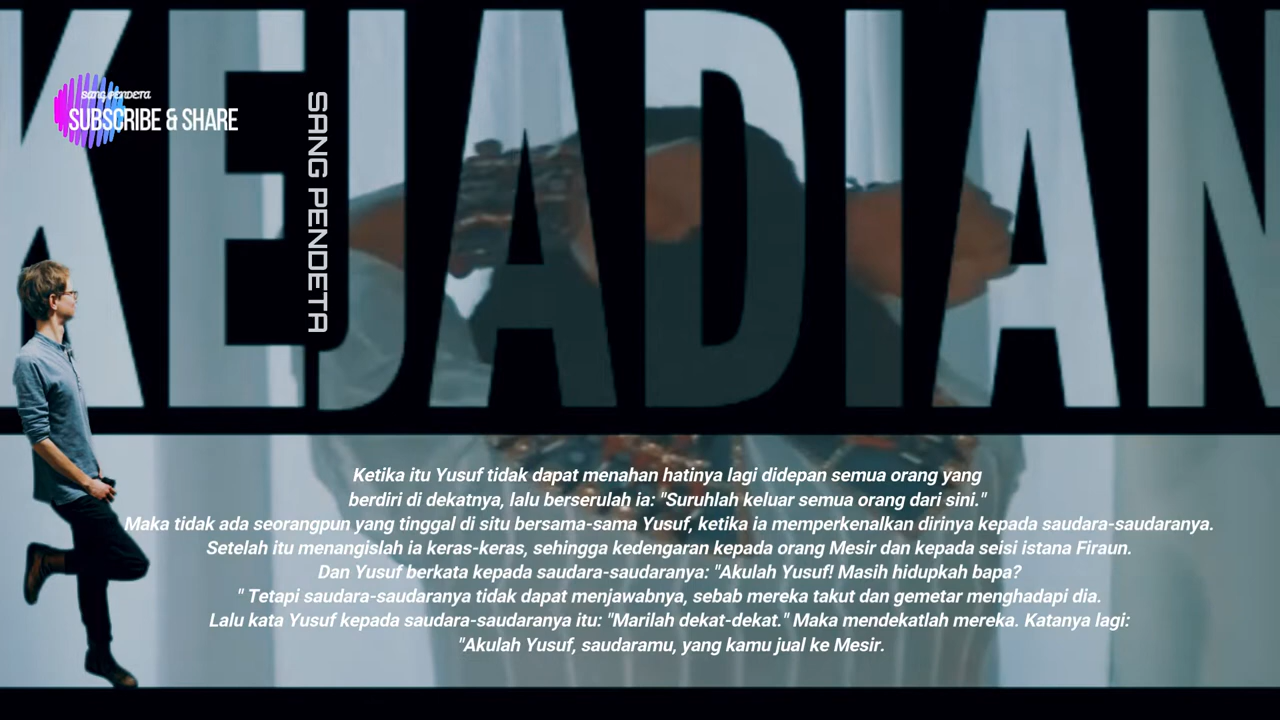 KEJADIAN
sang PENDETA
SUBSCRIBE & SHARE
SANG PENDETA
Ketika itu Yusuf tidak dapat menahan hatinya lagi didepan semua orang yang
berdiri di dekatnya, lalu berserulah ia: "Suruhlah keluar semua orang dari sini."
Maka tidak ada seorangpun yang tinggal di situ bersama-sama Yusuf, ketika ia memperkenalkan dirinya kepada saudara-saudaranya.
Setelah itu menangislah ia keras-keras, sehingga kedengaran kepada orang Mesir dan kepada seisi istana Firaun.
Dan Yusuf berkata kepada saudara-saudaranya: "Akulah Yusuf! Masih hidupkah bapa?
" Tetapi saudara-saudaranya tidak dapat menjawabnya, sebab mereka takut dan gemetar menghadapi dia.
Lalu kata Yusuf kepada saudara-saudaranya itu: "Marilah dekat-dekat." Maka mendekatlah mereka. Katanya lagi:
"Akulah Yusuf, saudaramu, yang kamu jual ke Mesir.